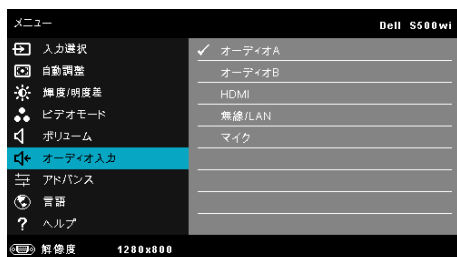 メニュー
Dell S500wi
入力選択
自動調整
輝度/明度差
ビデオモード
ボリューム
オーディオ入力
アドバンス
言語
ヘルプ
オーディオA
オーディオB
HDMI
無線/LAN
マイク
解像度 1280x800